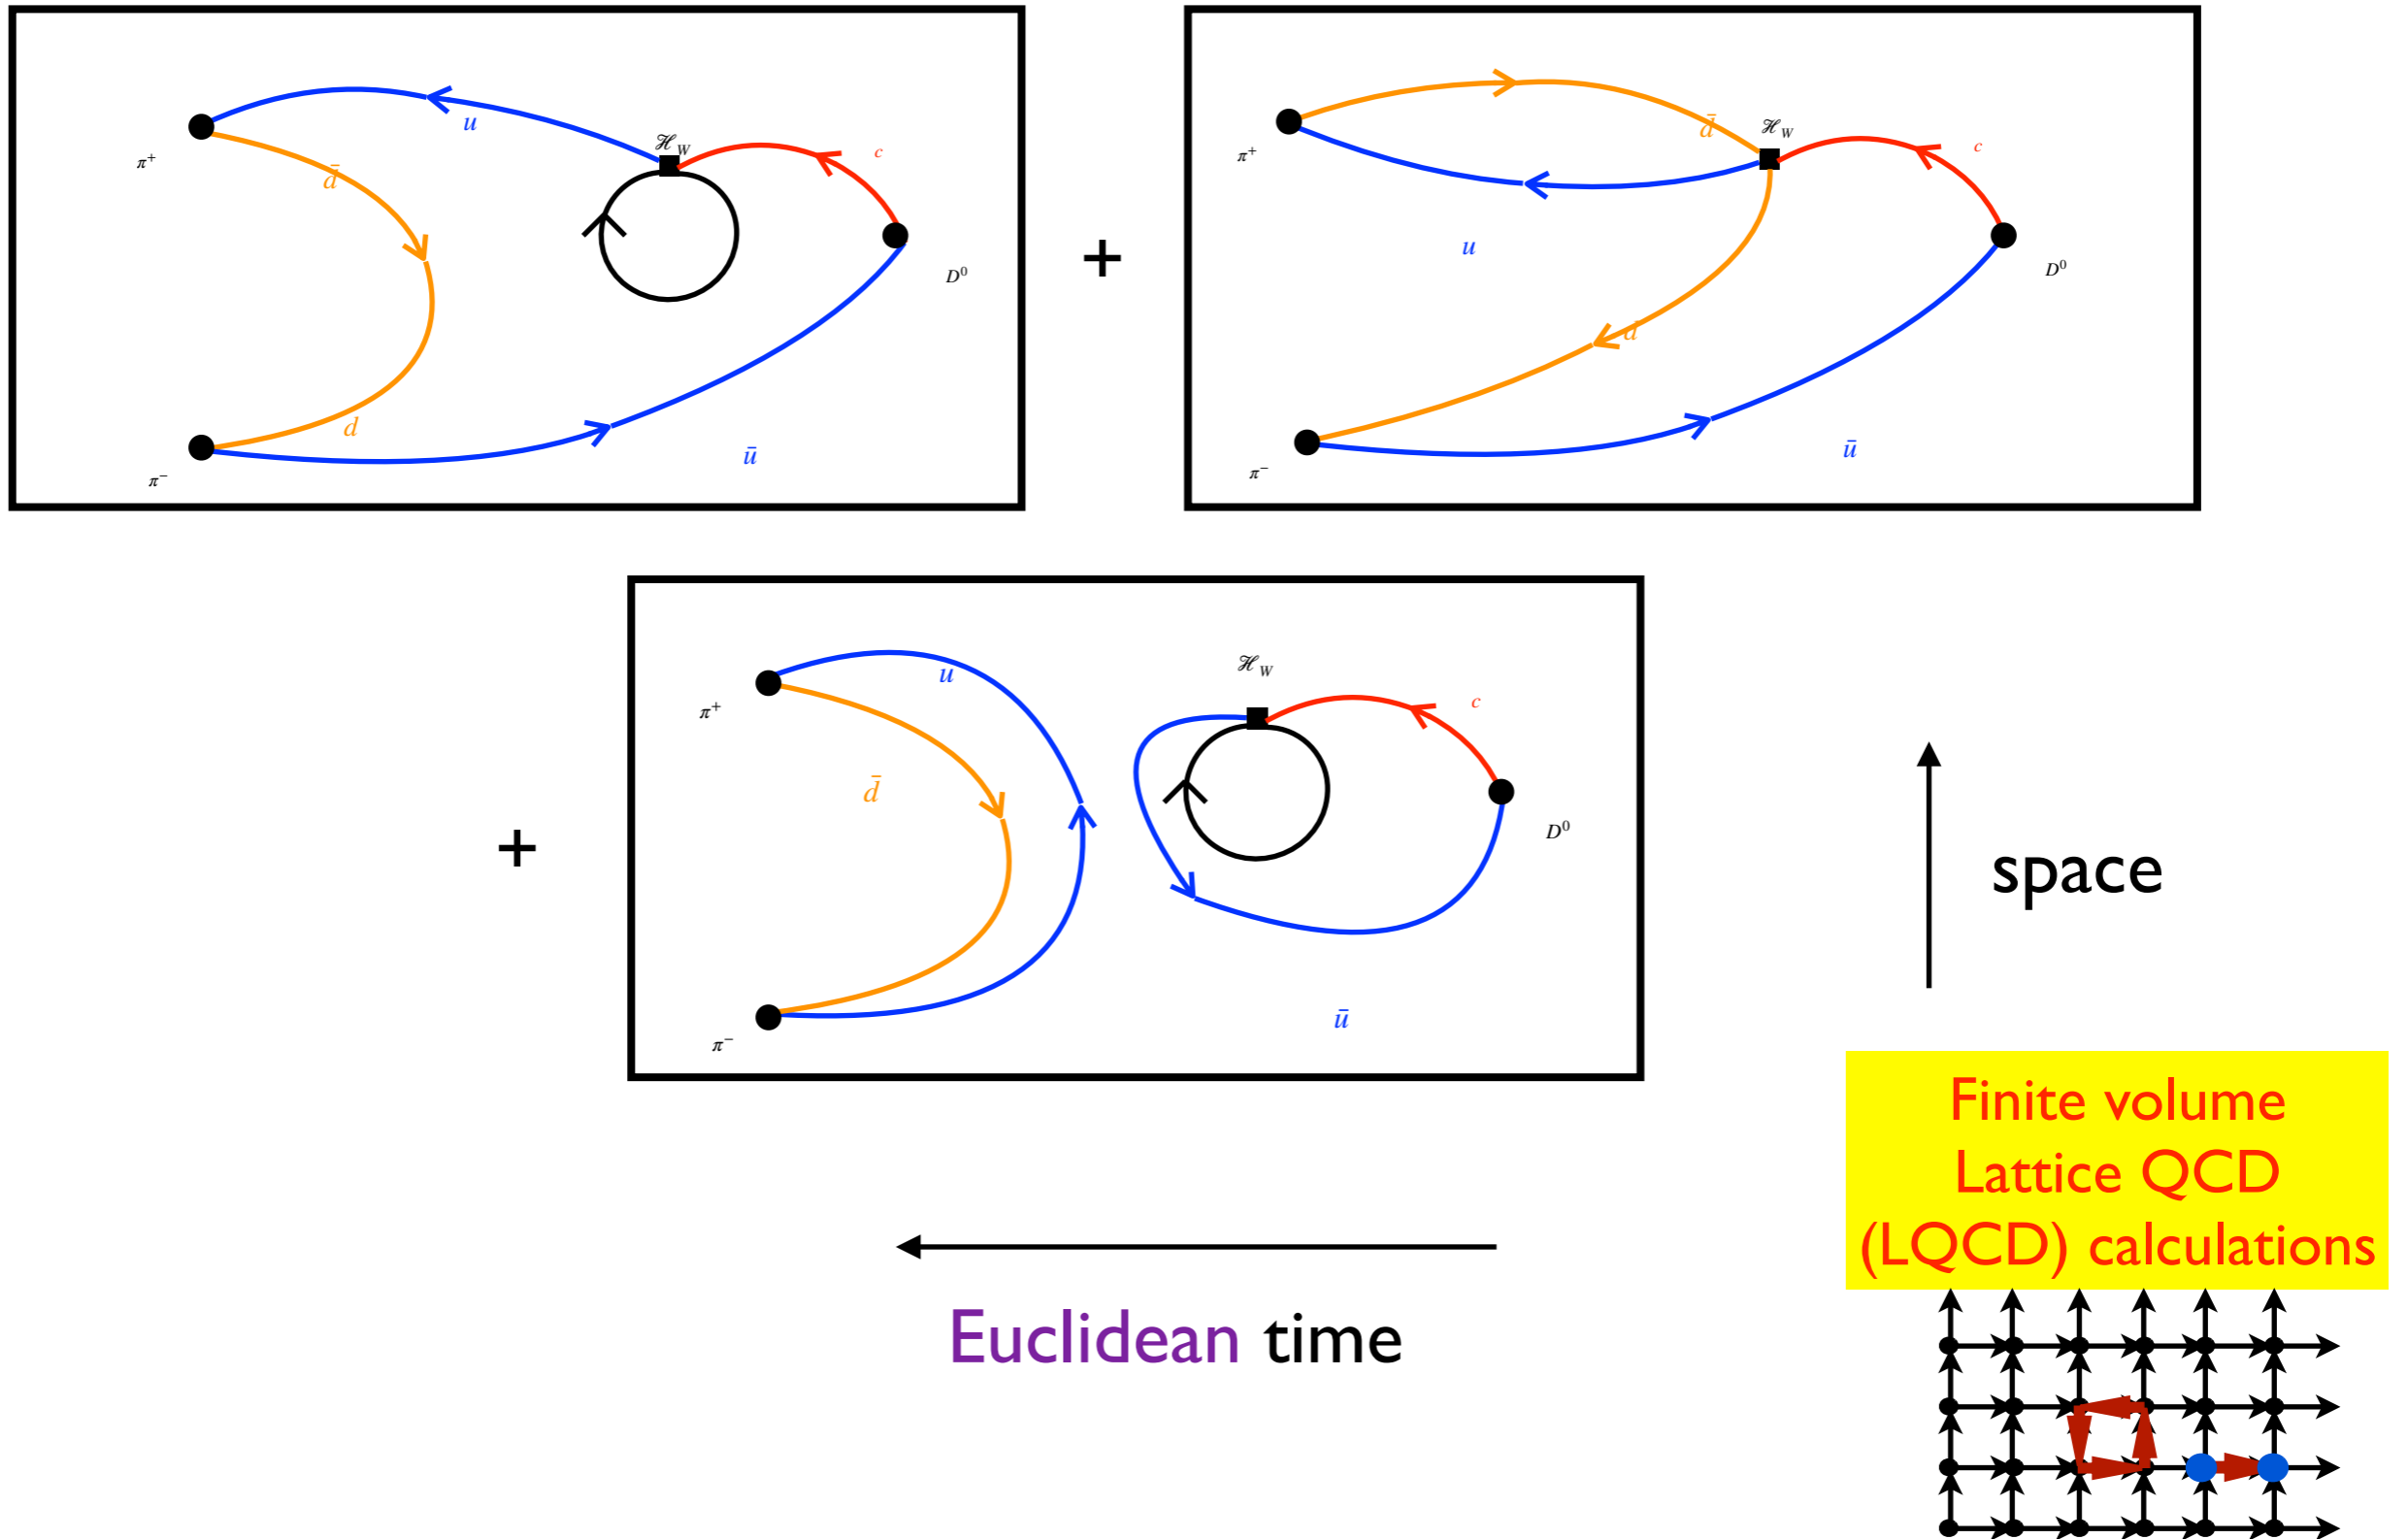 u
ℋ_W
c
π⁺
d̄
D⁰
d
ū
π⁻
+
d̄
ℋ_W
c
π⁺
u
D⁰
d
ū
π⁻
+
u
ℋ_W
c
π⁺
d̄
D⁰
ū
π⁻
space
Finite volume
Lattice QCD
(LQCD) calculations
Euclidean time